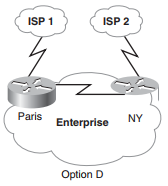 ISP 1
ISP 2
Paris
Enterprise
NY
Option D